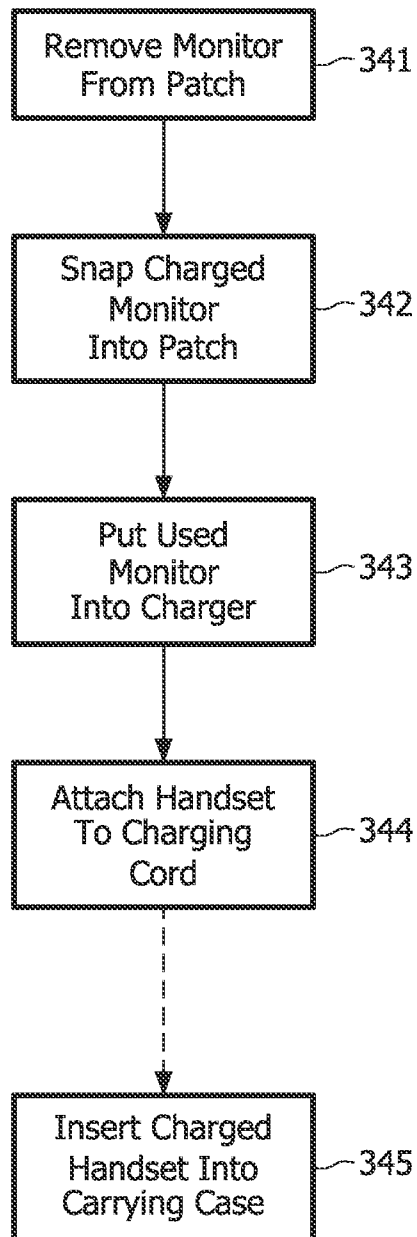 Remove Monitor
From Patch
341
Snap Charged
Monitor
Into Patch
342
Put Used
Monitor
Into Charger
343
Attach Handset
To Charging
Cord
344
Insert Charged
Handset Into
Carrying Case
345